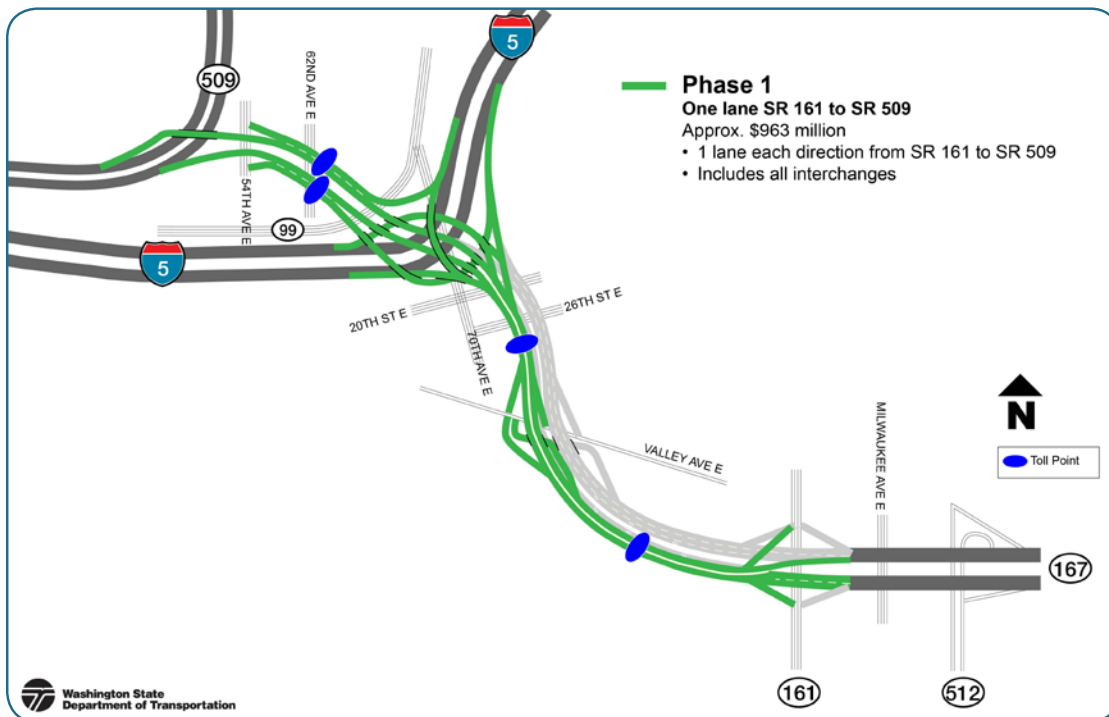 5
509
62ND AVE E
Phase 1
One lane SR 161 to SR 509
Approx. $963 million
• 1 lane each direction from SR 161 to SR 509
• Includes all interchanges
54TH AVE E
99
5
20TH ST E
26TH ST E
70TH AVE E
VALLEY AVE E
MILWAUKEE AVE E
N
Toll Point
167
161
512
Washington State
Department of Transportation